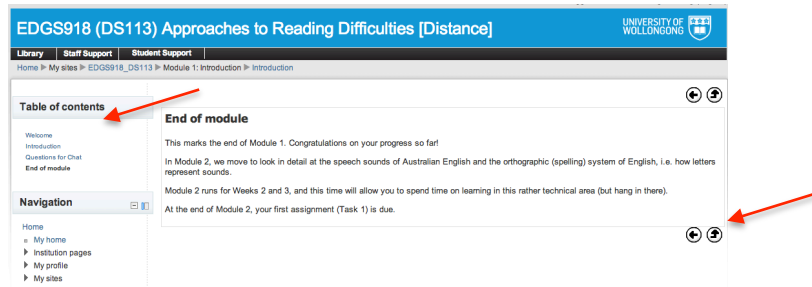 EDGS918 (DS113) Approaches to Reading Difficulties [Distance]
UNIVERSITY OF
WOLLONGONG
Library Staff Support Student Support
Home My sites EDGS918_DS113 Module 1: Introduction Introduction
Table of contents
Welcome
Introduction
Questions for Chat
End of module
Navigation
Home
My home
Institution pages
My profile
My sites
End of module
This marks the end of Module 1. Congratulations on your progress so far!
In Module 2, we move to look in detail at the speech sounds of Australian English and the orthographic (spelling) system of English, i.e. how letters
represent sounds.
Module 2 runs for Weeks 2 and 3, and this time will allow you to spend time on learning in this rather technical area (but hang in there).
At the end of Module 2, your first assignment (Task 1) is due.